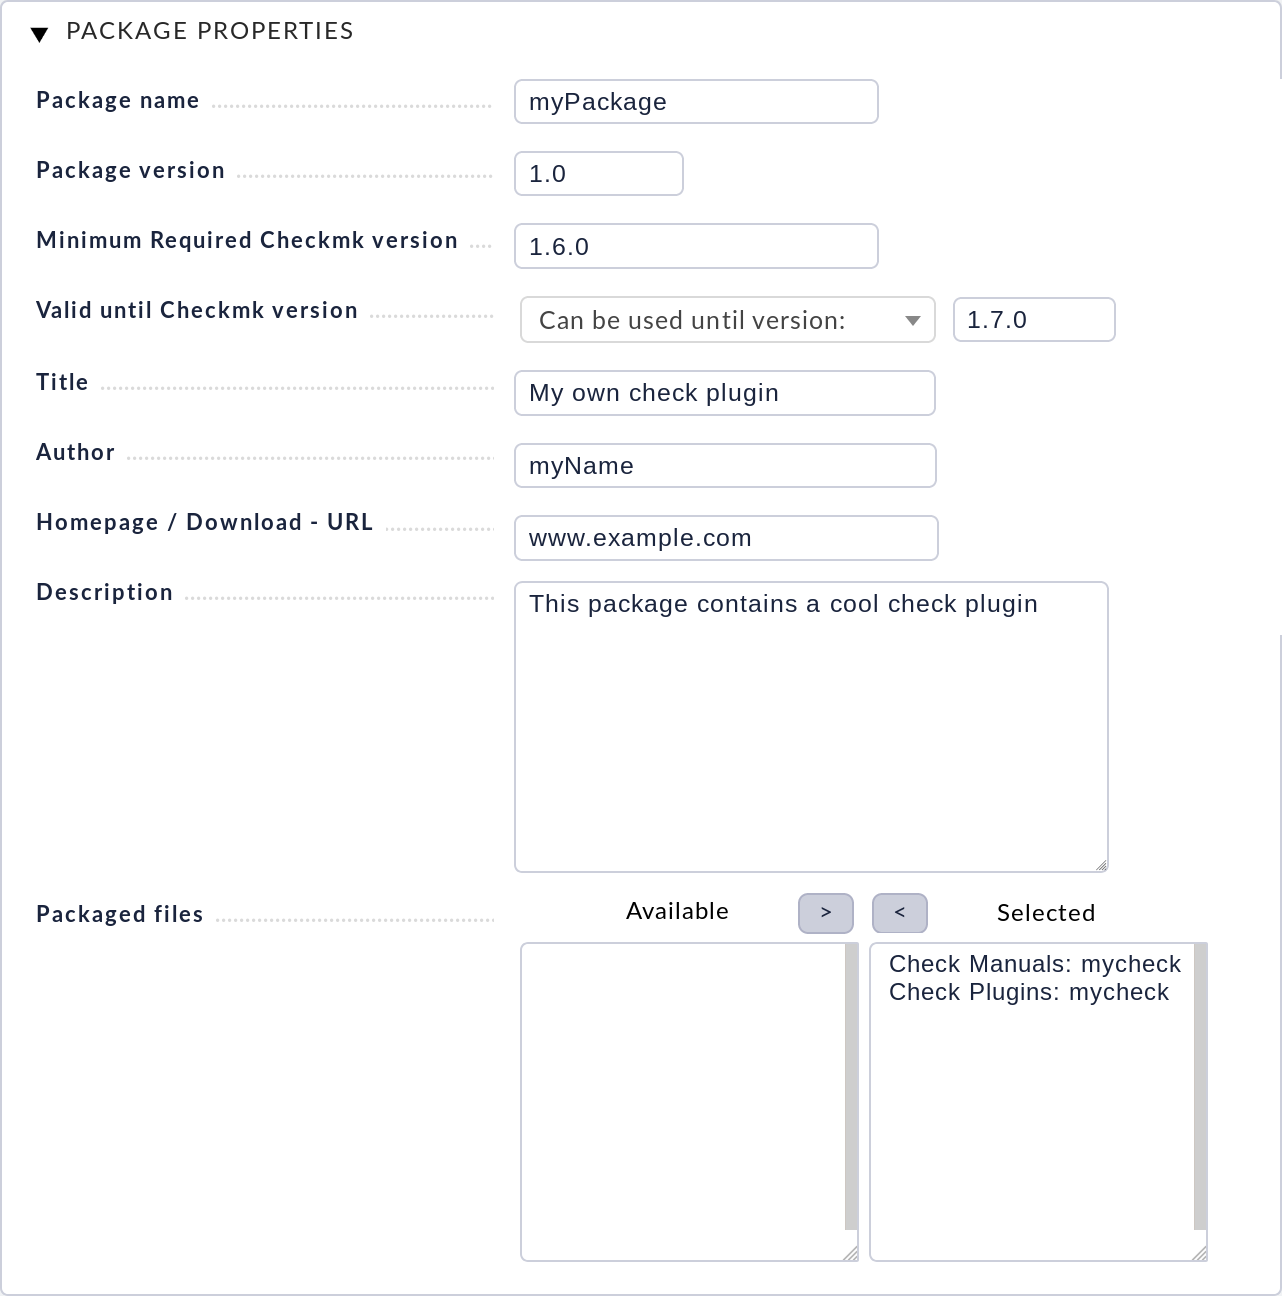 PACKAGE PROPERTIES
Package name myPackage
Package version 1.0
Minimum Required Checkmk version 1.6.0
Valid until Checkmk version Can be used until version: 1.7.0
Title My own check plugin
Author myName
Homepage / Download - URL www.example.com
Description This package contains a cool check plugin
Packaged files Available > < Selected
Check Manuals: mycheck
Check Plugins: mycheck